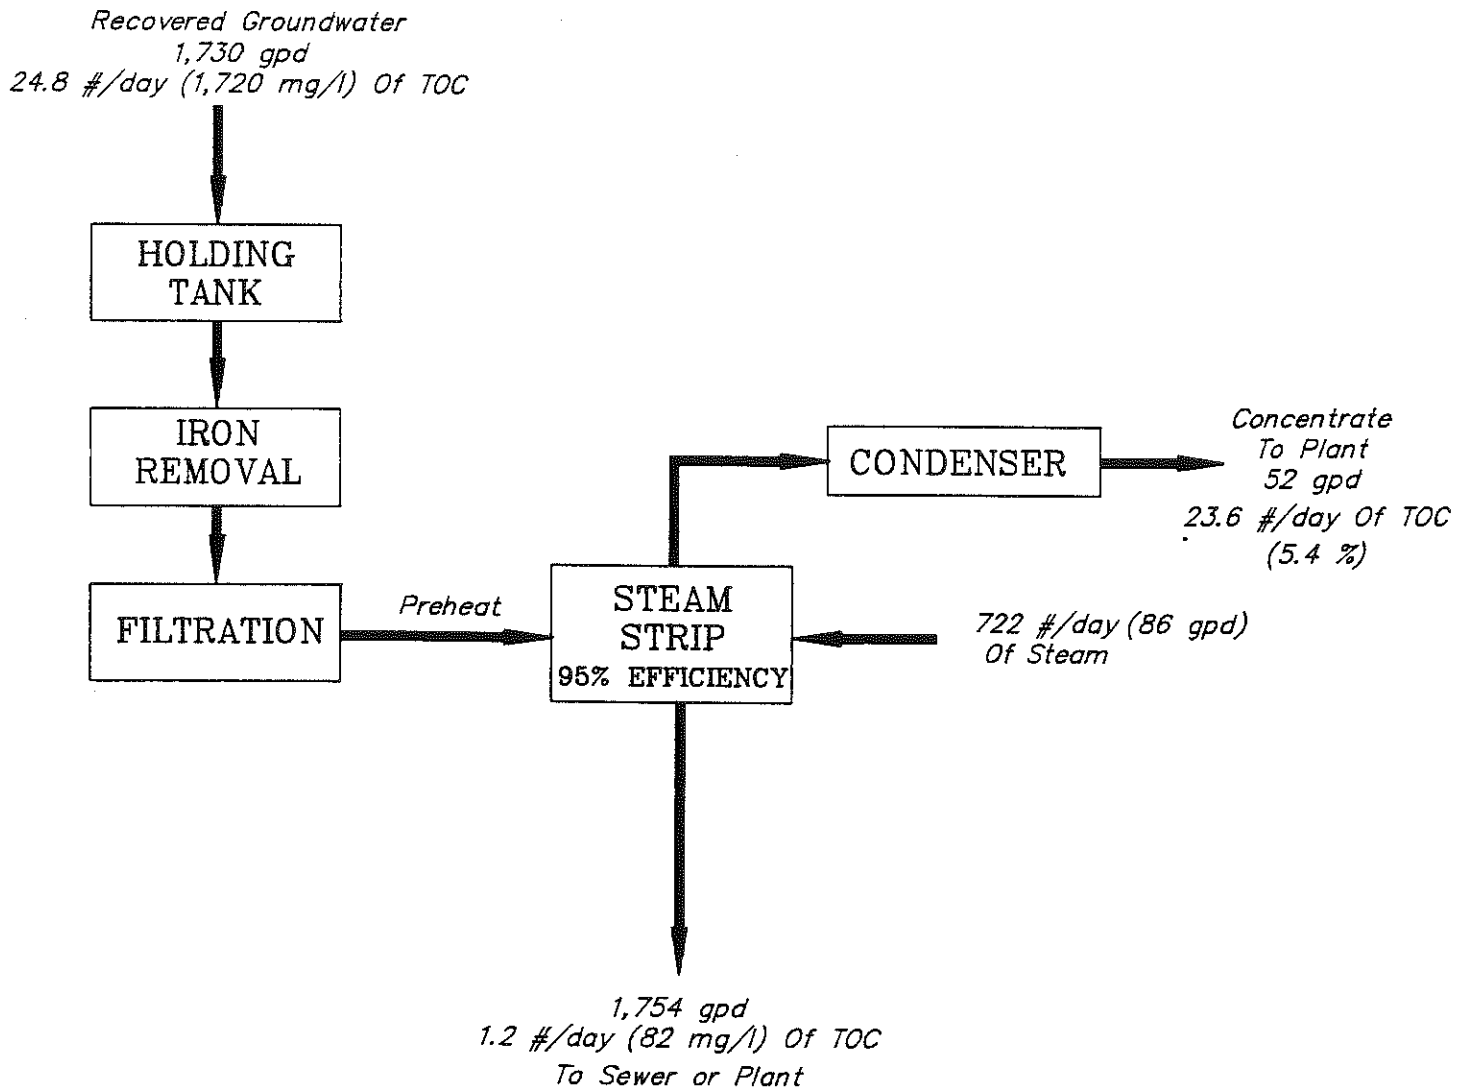 Recovered Groundwater
1,730 gpd
24.8 #/day (1,720 mg/l) Of TOC
HOLDING
TANK
IRON
REMOVAL
FILTRATION
Preheat
STEAM
STRIP
95% EFFICIENCY
CONDENSER
Concentrate
To Plant
52 gpd
23.6 #/day Of TOC
(5.4 %)
722 #/day (86 gpd)
Of Steam
1,754 gpd
1.2 #/day (82 mg/l) Of TOC
To Sewer or Plant